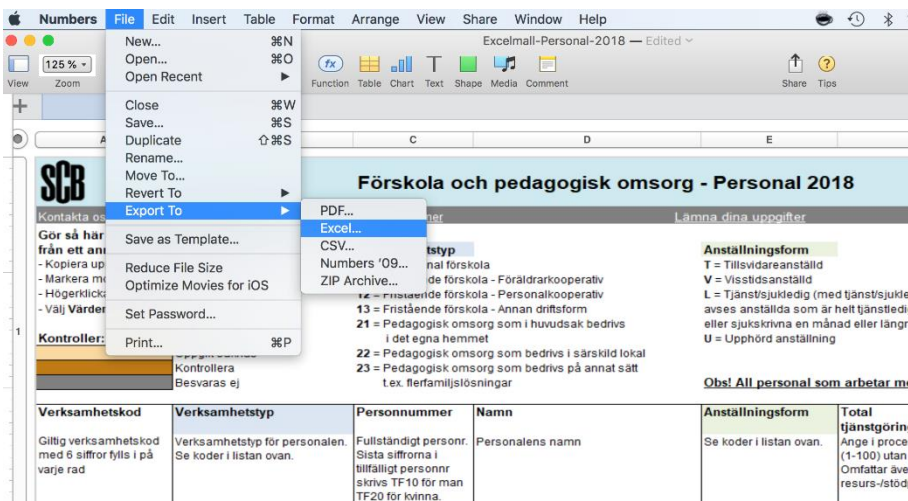 Numbers File Edit Insert Table Format Arrange View Share Window Help
Excelmall-Personal-2018 — Edited
125 %
View Zoom Function Table Chart Text Shape Media Comment Share Tips
New... ⌘N
Open... ⌘O
Open Recent
Close ⌘W
Save... ⌘S
Duplicate ⇧⌘S
Rename...
Move To...
Revert To
Export To
Save as Template...
Reduce File Size
Optimize Movies for iOS
Set Password...
Print... ⌘P
PDF...
Excel...
CSV...
Numbers '09...
ZIP Archive...
A C D E
1
SCB
Förskola och pedagogisk omsorg - Personal 2018
Kontakta os
Lämna dina uppgifter
Gör så här
från ett ann
- Kopiera up
- Markera mo
- Högerklicka
- Välj Värden
Kontroller:
Kontrollera
Besvaras ej
12 = Fristående förskola - Personalkooperativ
13 = Fristående förskola - Annan driftsform
21 = Pedagogisk omsorg som i huvudsak bedrivs
i det egna hemmet
22 = Pedagogisk omsorg som bedrivs i särskild lokal
23 = Pedagogisk omsorg som bedrivs på annat sätt
t.ex. flerfamiljslösningar
Anställningsform
T = Tillsvidareanställd
V = Visstidsanställd
L = Tjänst/sjukledig (med tjänst/sjukle
avses anställda som är helt tjänstledi
eller sjukskrivna en månad eller längr
U = Upphörd anställning
Obs! All personal som arbetar me
Verksamhetskod
Giltig verksamhetskod
med 6 siffror fylls i på
varje rad
Verksamhetstyp
Verksamhetstyp för personalen.
Se koder i listan ovan.
Personnummer
Fullständigt personr.
Sista siffrorna i
tillfälligt personnr
skrivs TF10 för man
TF20 för kvinna.
Namn
Personalens namn
Anställningsform
Se koder i listan ovan.
Total
tjänstgöring
Ange i proce
(1-100) utan
Omfattar äve
resurs-/stödp